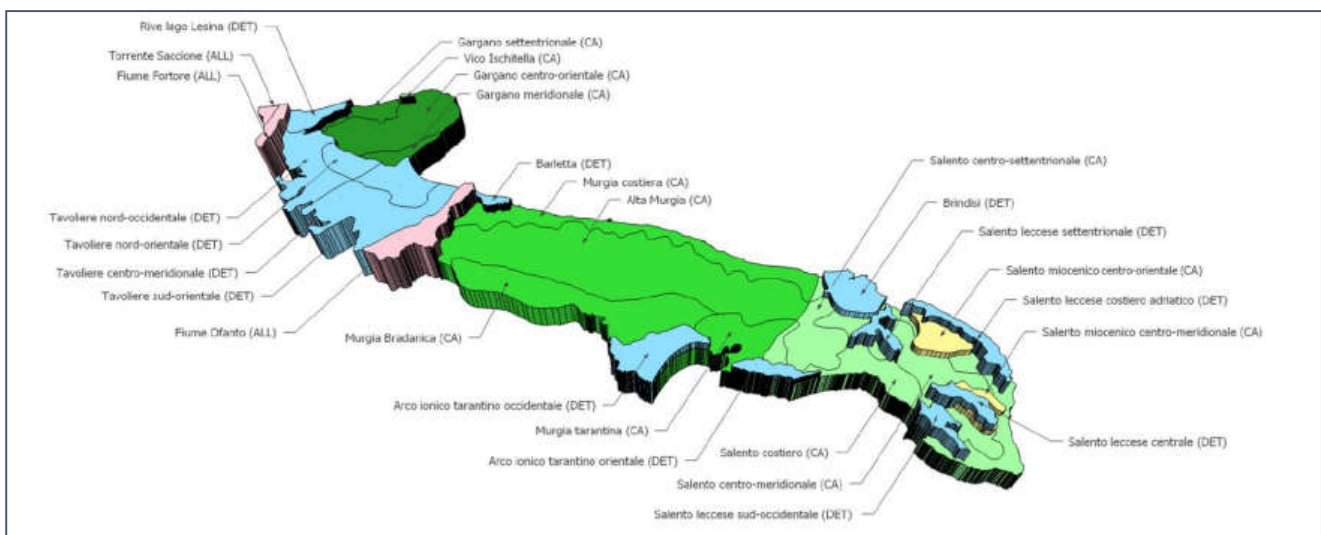 Rive lago Lesina (DET)
Torrente Saccione (ALL)
Fiume Fortore (ALL)
Gargano settentrionale (CA)
Vico Ischitella (CA)
Gargano centro-orientale (CA)
Gargano meridionale (CA)
Barletta (DET)
Murgia costiera (CA)
Alta Murgia (CA)
Salento centro-settentrionale (CA)
Brindisi (DET)
Salento leccese settentrionale (DET)
Salento miocenico centro-orientale (CA)
Salento leccese costiero adriatico (DET)
Salento miocenico centro-meridionale (CA)
Tavoliere nord-occidentale (DET)
Tavoliere nord-orientale (DET)
Tavoliere centro-meridionale (DET)
Tavoliere sud-orientale (DET)
Fiume Ofanto (ALL)
Murgia Bradanica (CA)
Arco ionico tarantino occidentale (DET)
Murgia tarantina (CA)
Arco ionico tarantino orientale (DET)
Salento costiero (CA)
Salento centro-meridionale (CA)
Salento leccese sud-occidentale (DET)
Salento leccese centrale (DET)